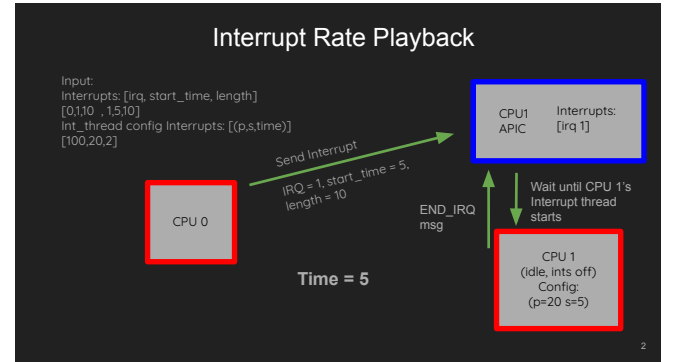 Interrupt Rate Playback
Input:
Interrupts: [irq, start_time, length]
[0,1,10 , 1,5,10]
Int_thread config Interrupts: [(p,s,time)]
[100,20,2]
Send Interrupt
IRQ = 1, start_time = 5,
length = 10
CPU 0
CPU1
APIC
Interrupts:
[irq 1]
END_IRQ
msg
Wait until CPU 1's
Interrupt thread
starts
CPU 1
(idle, ints off)
Config:
(p=20 s=5)
Time = 5
2